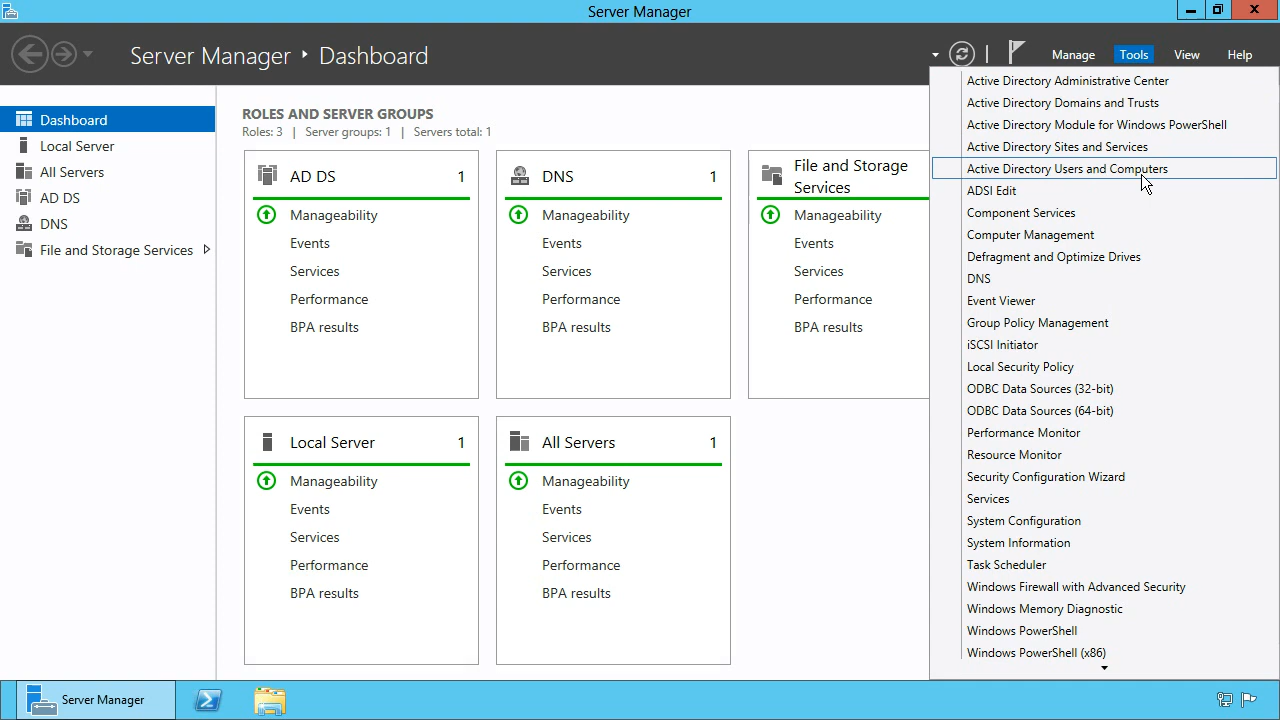 Server Manager
Server Manager ‣ Dashboard
Manage Tools View Help
Dashboard
Local Server
All Servers
AD DS
DNS
File and Storage Services
ROLES AND SERVER GROUPS
Roles: 3 | Server groups: 1 | Servers total: 1
AD DS 1
Manageability
Events
Services
Performance
BPA results
DNS 1
Manageability
Events
Services
Performance
BPA results
File and Storage
Services
Manageability
Events
Services
Performance
BPA results
Local Server 1
Manageability
Events
Services
Performance
BPA results
All Servers 1
Manageability
Events
Services
Performance
BPA results
Active Directory Administrative Center
Active Directory Domains and Trusts
Active Directory Module for Windows PowerShell
Active Directory Sites and Services
Active Directory Users and Computers
ADSI Edit
Component Services
Computer Management
Defragment and Optimize Drives
DNS
Event Viewer
Group Policy Management
iSCSI Initiator
Local Security Policy
ODBC Data Sources (32-bit)
ODBC Data Sources (64-bit)
Performance Monitor
Resource Monitor
Security Configuration Wizard
Services
System Configuration
System Information
Task Scheduler
Windows Firewall with Advanced Security
Windows Memory Diagnostic
Windows PowerShell
Windows PowerShell (x86)
Server Manager